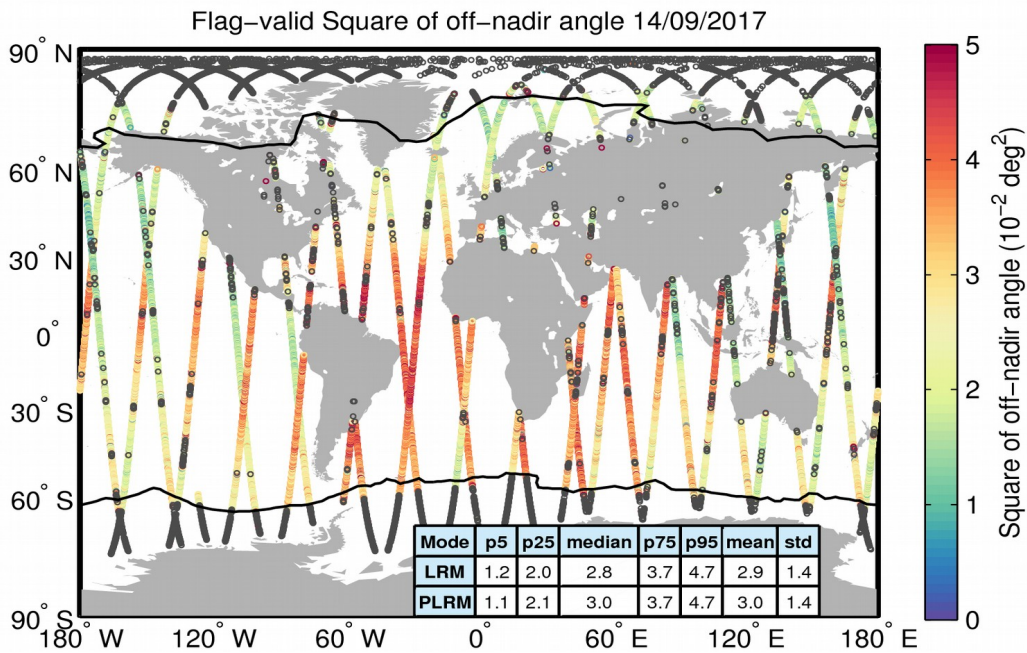 Flag−valid Square of off−nadir angle 14/09/2017
90° N
60° N
30° N
0°
30° S
60° S
90° S
180° W
120° W
60° W
0°
60° E
120° E
180° E
Mode p5 p25 median p75 p95 mean std
LRM 1.2 2.0 2.8 3.7 4.7 2.9 1.4
PLRM 1.1 2.1 3.0 3.7 4.7 3.0 1.4
5
4
3
2
1
0
Square of off−nadir angle (10⁻² deg²)